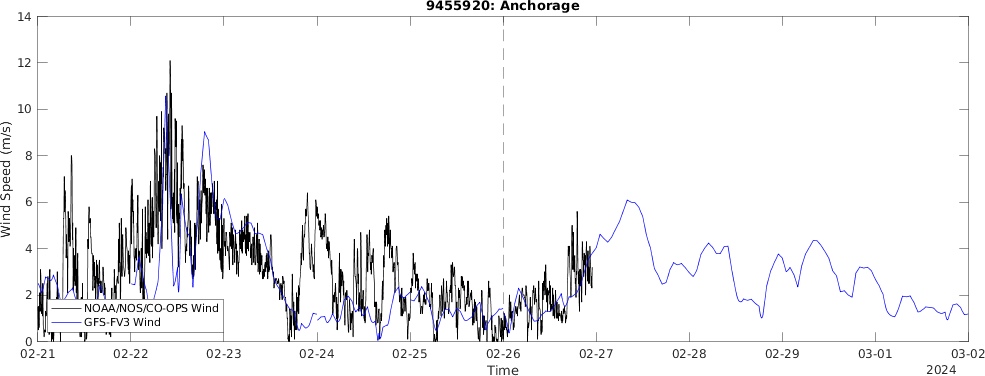 9455920: Anchorage
14
12
10
8
6
4
2
0
Wind Speed (m/s)
NOAA/NOS/CO-OPS Wind
GFS-FV3 Wind
02-21 02-22 02-23 02-24 02-25 02-26 02-27 02-28 02-29 03-01 03-02
Time
2024